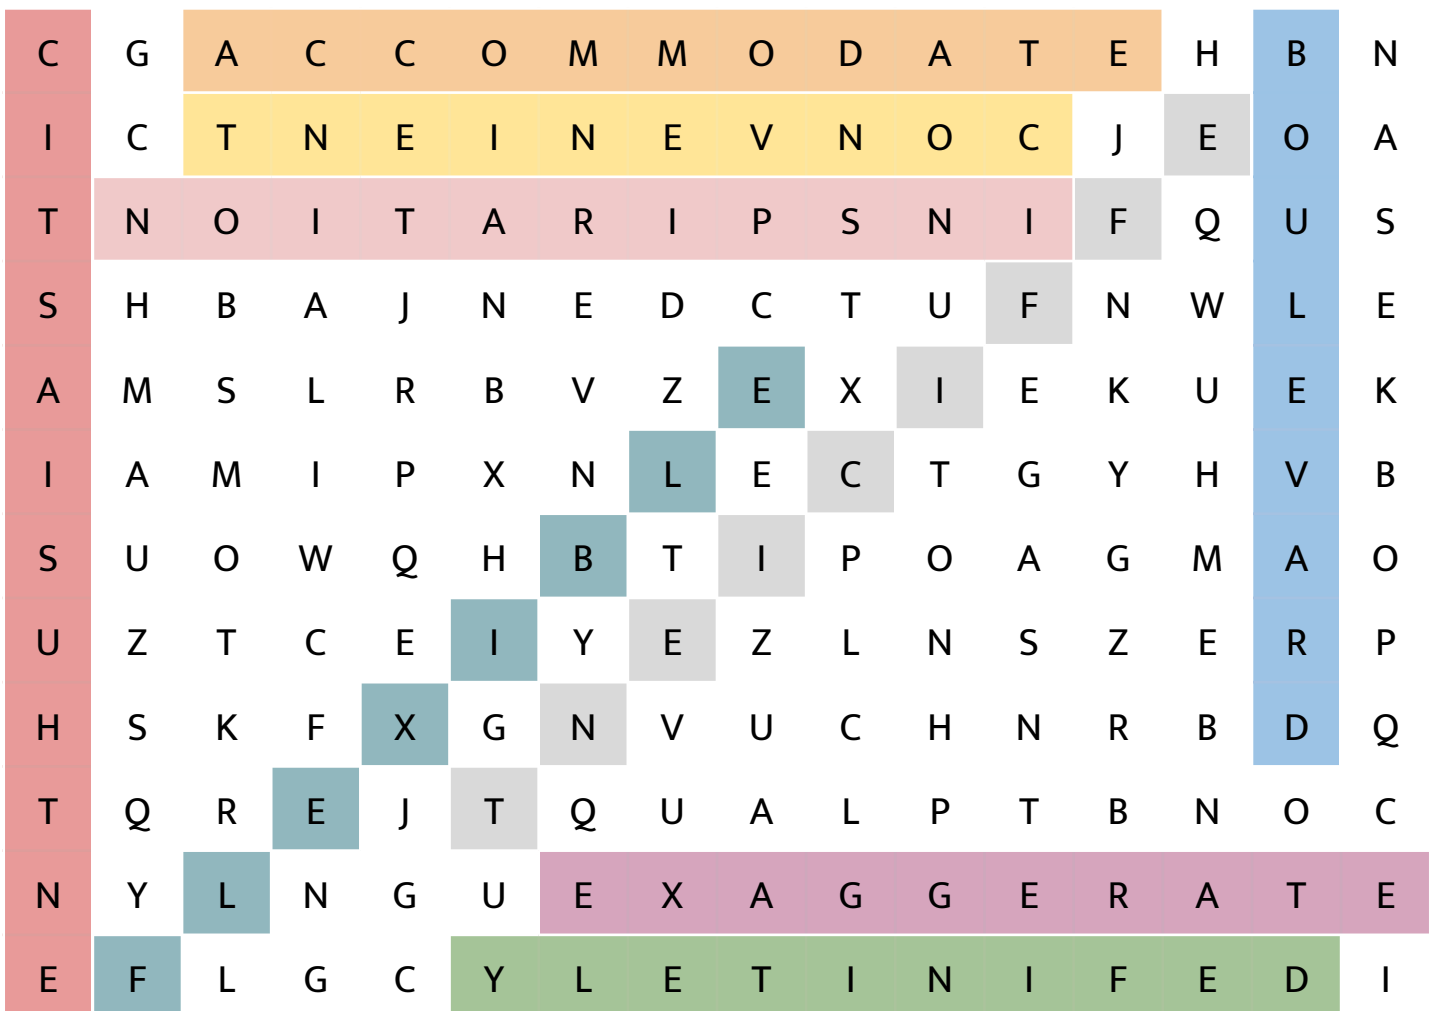 C G A C C O M M O D A T E H B N
I C T N E I N E V N O C J E O A
T N O I T A R I P S N I F Q U S
S H B A J N E D C T U F N W L E
A M S L R B V Z E X I E K U E K
I A M I P X N L E C T G Y H V B
S U O W Q H B T I P O A G M A O
U Z T C E I Y E Z L N S Z E R P
H S K F X G N V U C H N R B D Q
T Q R E J T Q U A L P T B N O C
N Y L N G U E X A G G E R A T E
E F L G C Y L E T I N I F E D I